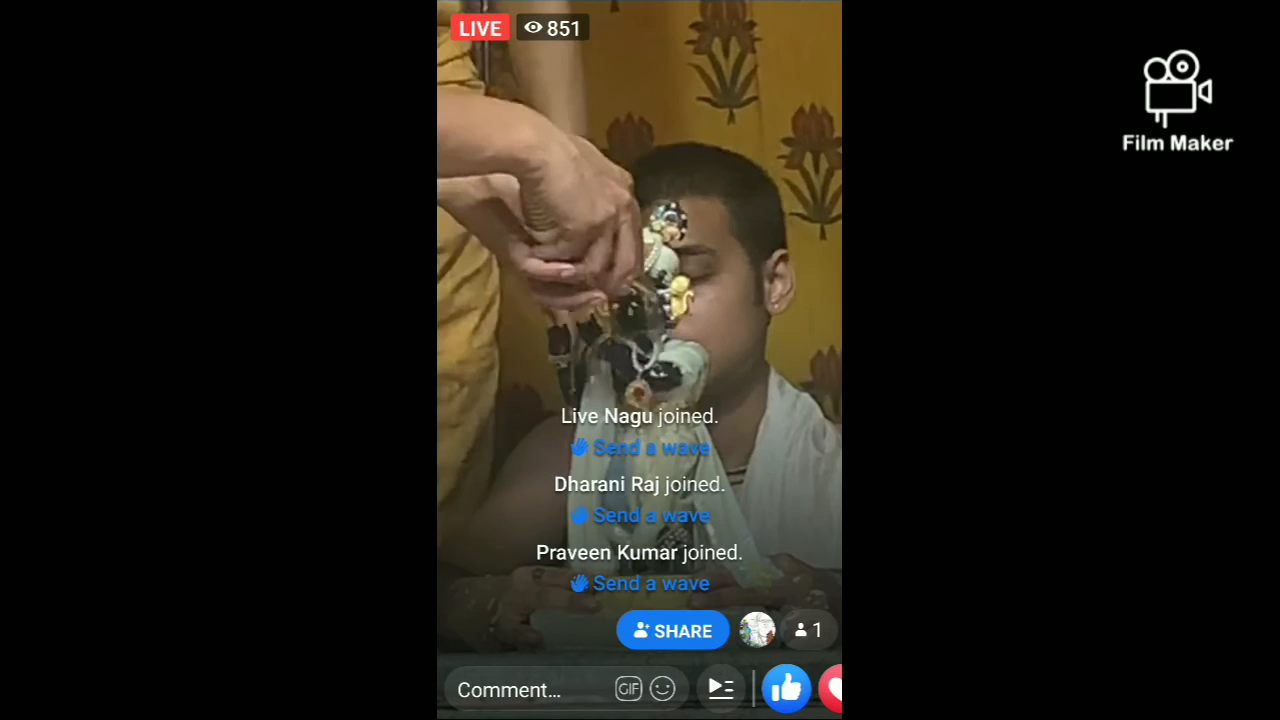 LIVE 851
Film Maker
Live Nagu joined.
Send a wave
Dharani Raj joined.
Send a wave
Praveen Kumar joined.
Send a wave
SHARE 1
Comment... GIF